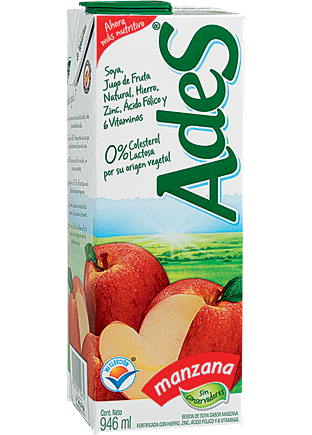 Ahora
más nutritivo
AdeS®
Soya,
Jugo de Fruta
Natural, Hierro,
Zinc, Ácido Fólico y
6 Vitaminas
0% Colesterol
Lactosa
por su origen vegetal
manzana
Sin
conservadores
MI ELECCIÓN
Cont. Neto
946 ml
BEBIDA DE SOYA SABOR MANZANA
FORTIFICADA CON HIERRO, ZINC, ÁCIDO FÓLICO Y 6 VITAMINAS